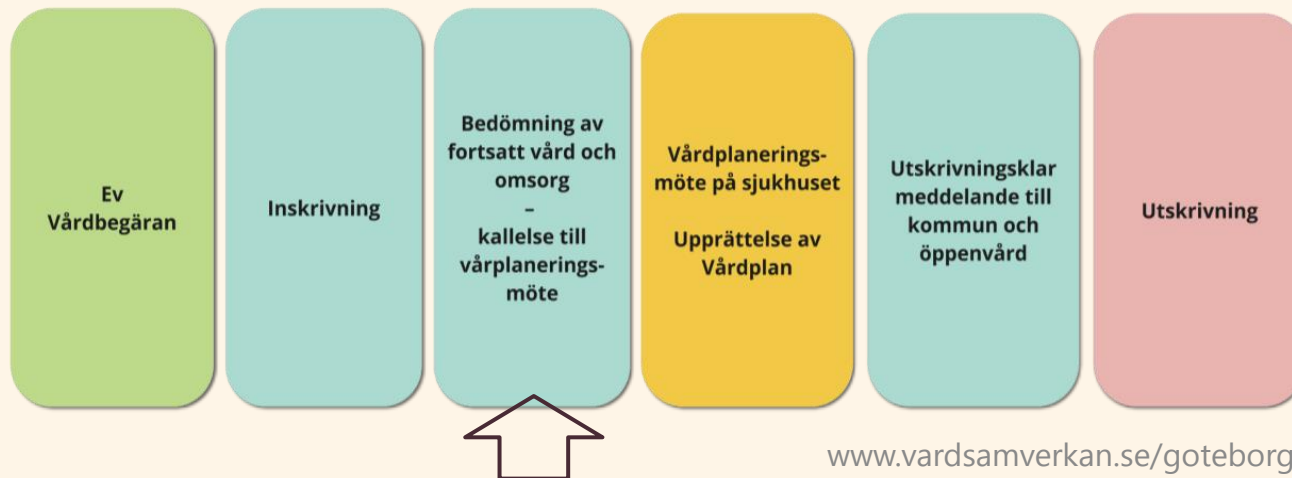 Ev
Vårdbegäran
Inskrivning
Bedömning av
fortsatt vård och
omsorg
–
kallelse till
vårplanerings-
möte
Vårdplanerings-
möte på sjukhuset
Upprättelse av
Vårdplan
Utskrivningsklar
meddelande till
kommun och
öppenvård
Utskrivning
www.vardsamverkan.se/goteborg